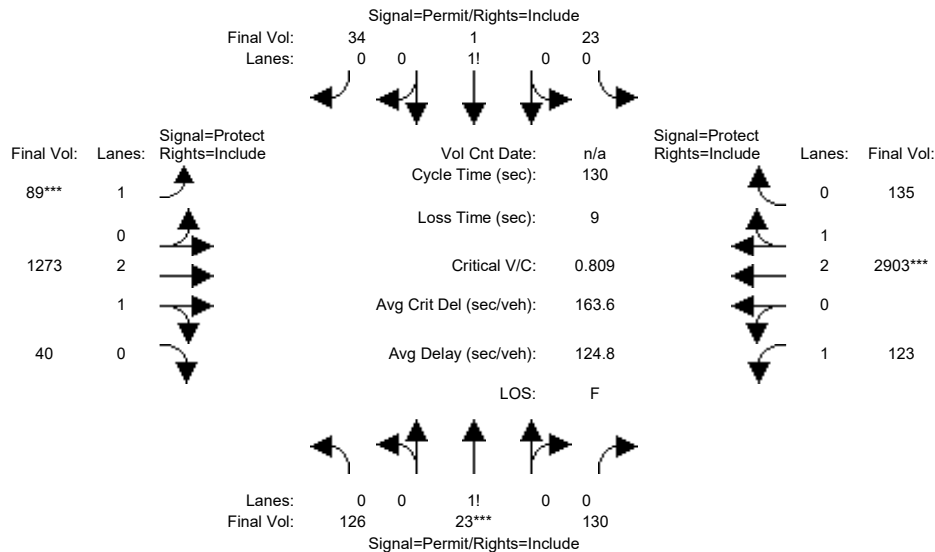 Signal=Permit/Rights=Include
Final Vol: 34 1 23
Lanes: 0 0 1! 0 0
Signal=Protect
Final Vol: Lanes: Rights=Include
Vol Cnt Date: n/a
Signal=Protect
Rights=Include Lanes: Final Vol:
Cycle Time (sec): 130
89*** 1
0 135
Loss Time (sec): 9
0
1
1273 2
Critical V/C: 0.809
2 2903***
1
Avg Crit Del (sec/veh): 163.6
0
40 0
Avg Delay (sec/veh): 124.8
1 123
LOS: F
Lanes: 0 0 1! 0 0
Final Vol: 126 23*** 130
Signal=Permit/Rights=Include